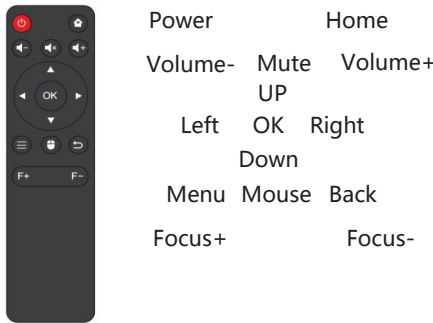 Power Home
Volume- Mute Volume+
UP
OK
Left OK Right
Down
Menu Mouse Back
F+ F-
Focus+ Focus-